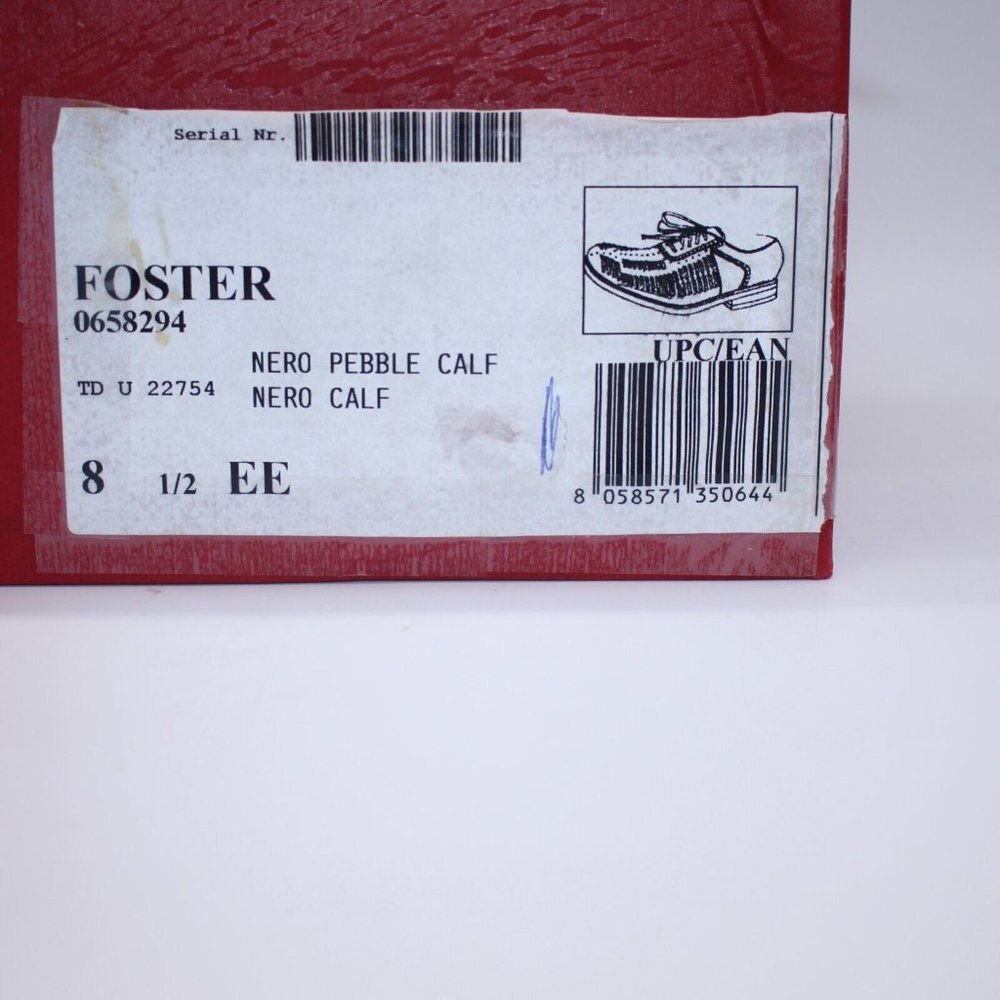 Serial Nr.
FOSTER
0658294
NERO PEBBLE CALF
TD U 22754
NERO CALF
8 1/2 EE
UPC/EAN
8 058571 350644